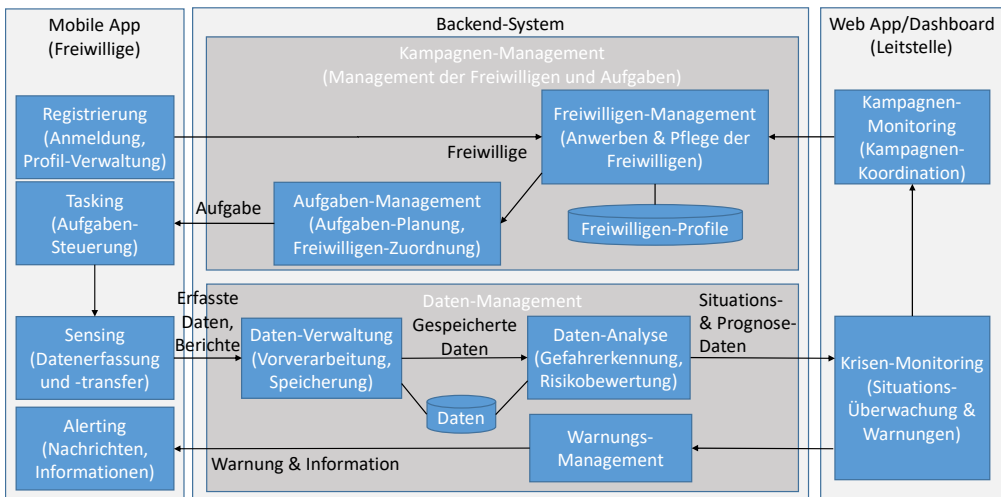 Mobile App
(Freiwillige)
Backend-System
Web App/Dashboard
(Leitstelle)
Kampagnen-Management
(Management der Freiwilligen und Aufgaben)
Registrierung
(Anmeldung,
Profil-Verwaltung)
Freiwillige
Freiwilligen-Management
(Anwerben & Pflege der
Freiwilligen)
Kampagnen-
Monitoring
(Kampagnen-
Koordination)
Tasking
(Aufgaben-
Steuerung)
Aufgabe
Aufgaben-Management
(Aufgaben-Planung,
Freiwilligen-Zuordnung)
Freiwilligen-Profile
Daten-Management
Sensing
(Datenerfassung
und -transfer)
Erfasste
Daten,
Berichte
Daten-Verwaltung
(Vorverarbeitung,
Speicherung)
Gespeicherte
Daten
Daten
Daten-Analyse
(Gefahrerkennung,
Risikobewertung)
Situations-
& Prognose-
Daten
Krisen-Monitoring
(Situations-
Überwachung &
Warnungen)
Alerting
(Nachrichten,
Informationen)
Warnung & Information
Warnungs-
Management